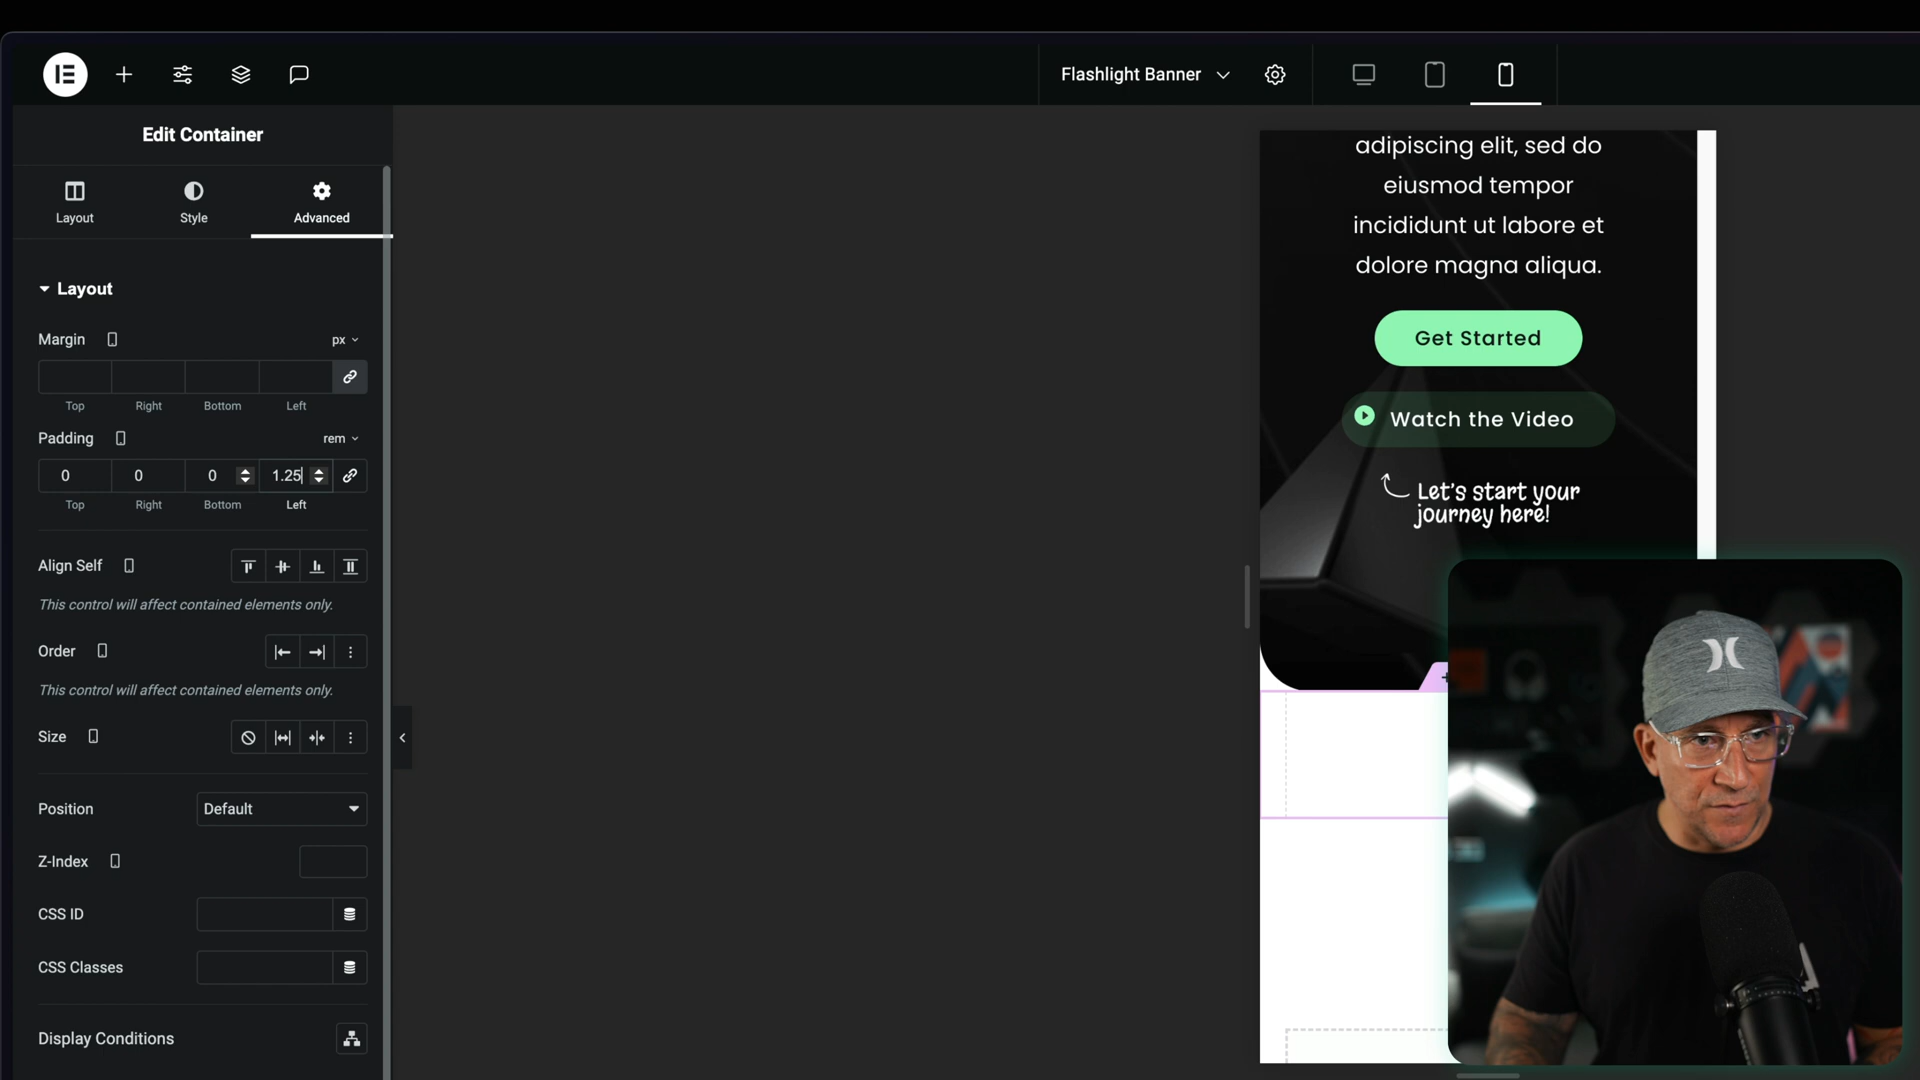 Flashlight Banner
Edit Container
Layout
Style
Advanced
Layout
Margin
px
Top
Right
Bottom
Left
Padding
rem
0
0
0
1.25
Top
Right
Bottom
Left
Align Self
This control will affect contained elements only.
Order
This control will affect contained elements only.
Size
Position
Default
Z-Index
CSS ID
CSS Classes
Display Conditions
adipiscing elit, sed do
eiusmod tempor
incididunt ut labore et
dolore magna aliqua.
Get Started
Watch the Video
Let's start your
journey here!